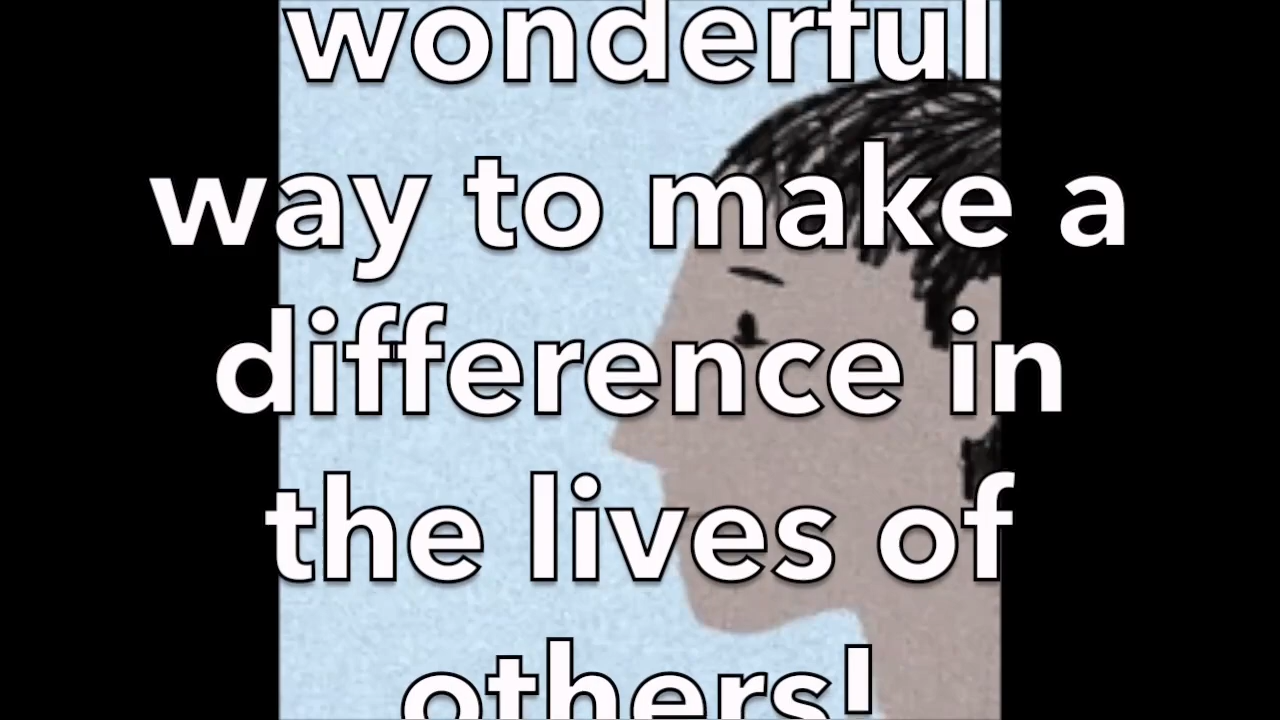 wonderful
way to make a
difference in
the lives of
others!